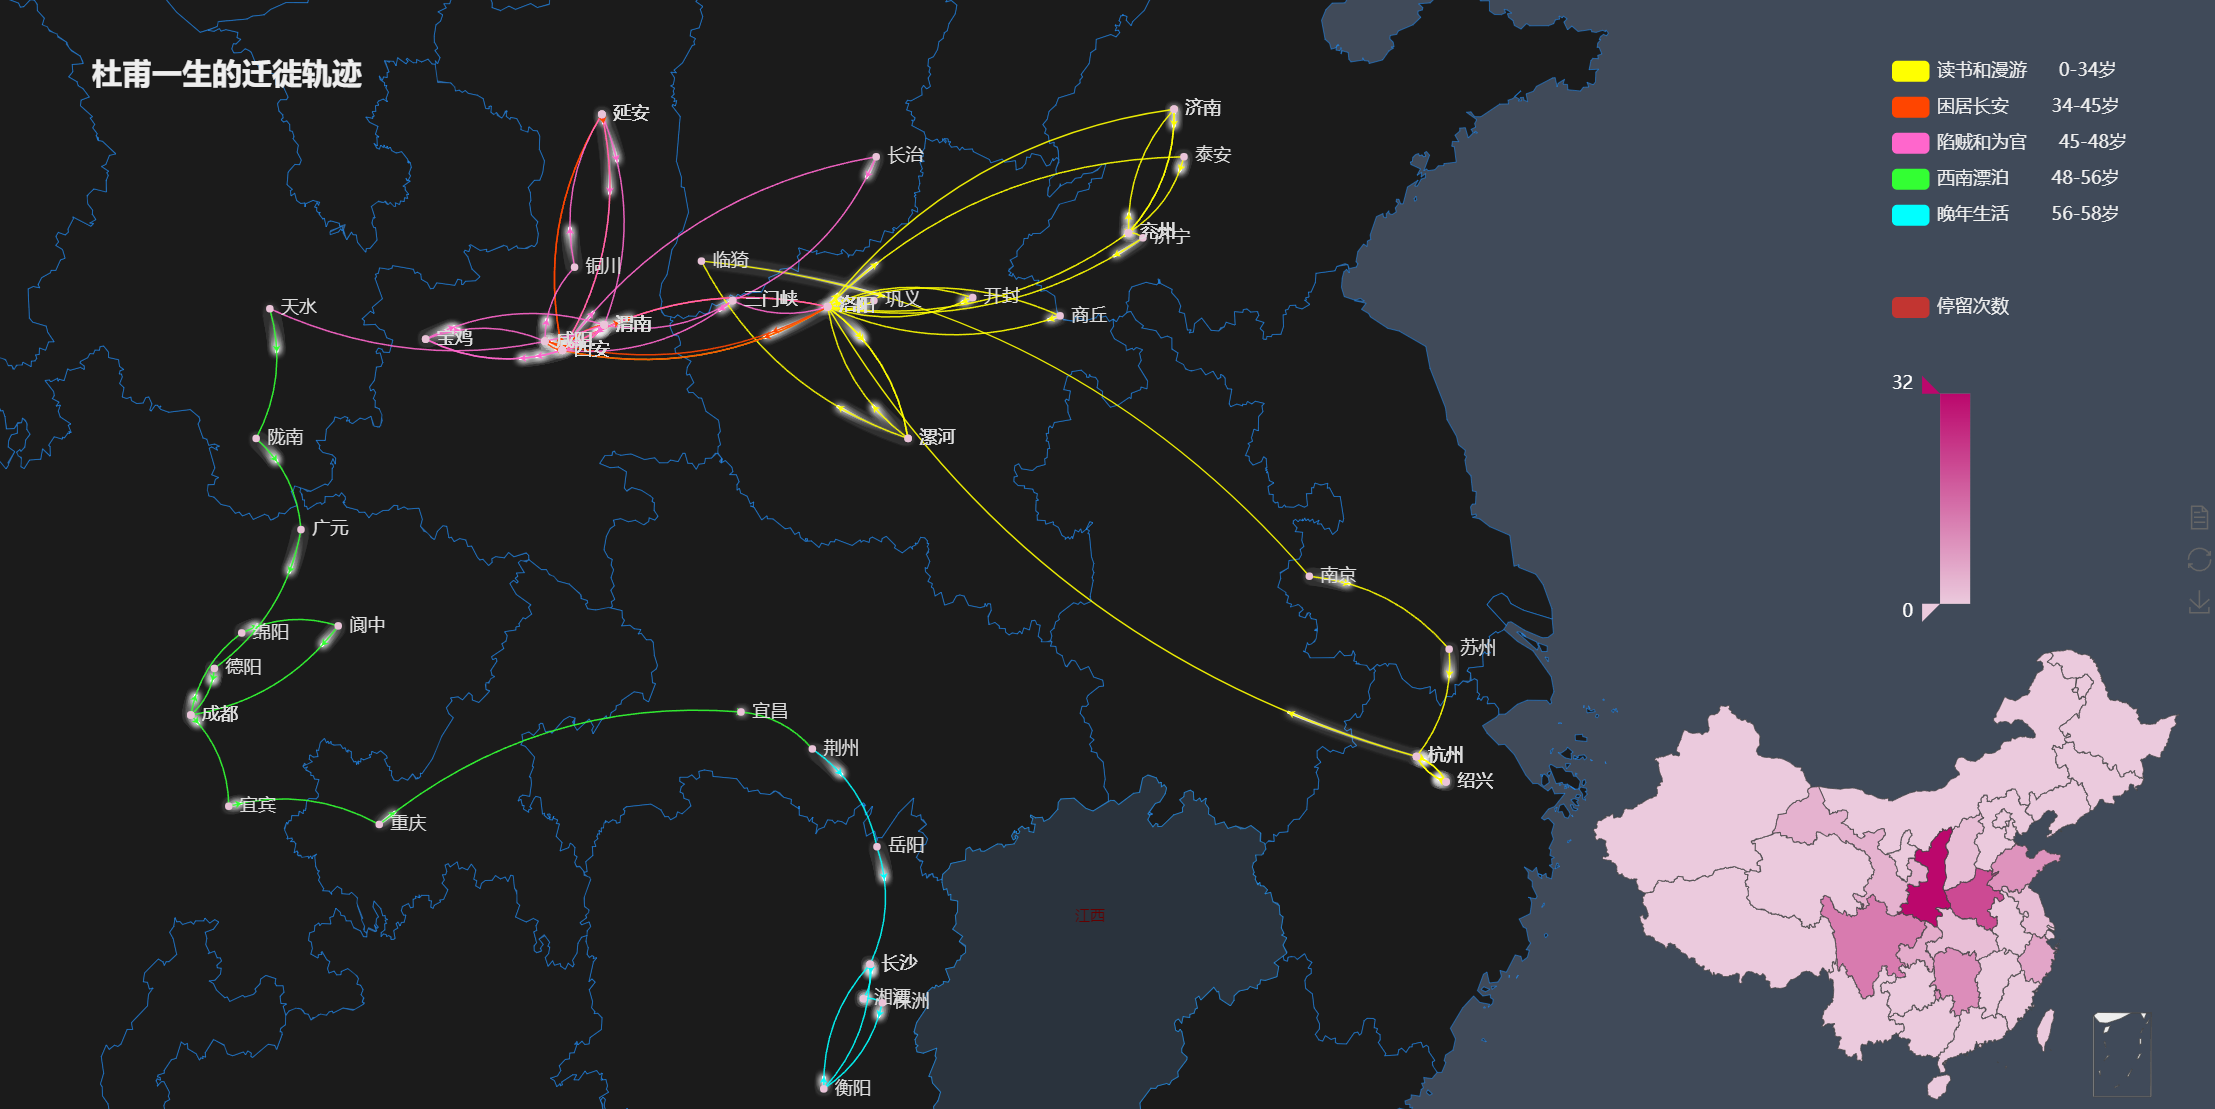 杜甫一生的迁徙轨迹
读书和漫游 0-34岁
困居长安 34-45岁
陷贼和为官 45-48岁
西南漂泊 48-56岁
晚年生活 56-58岁
停留次数
32
0
延安
济南
长治
泰安
兖州
济宁
临猗
铜川
天水
三门峡
洛阳
巩义
开封
商丘
渭南
宝鸡
咸阳
西安
陇南
漯河
广元
南京
绵阳
阆中
苏州
德阳
成都
宜昌
荆州
杭州
绍兴
宜宾
重庆
岳阳
江西
长沙
湘潭
株洲
衡阳